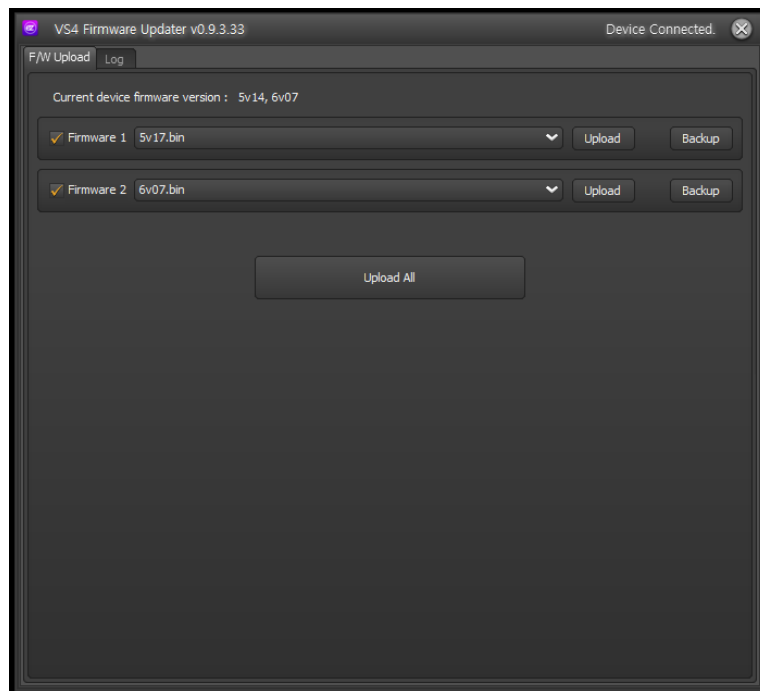 VS4 Firmware Updater v0.9.3.33 Device Connected.
F/W Upload Log
Current device firmware version : 5v14, 6v07
Firmware 1 5v17.bin Upload Backup
Firmware 2 6v07.bin Upload Backup
Upload All